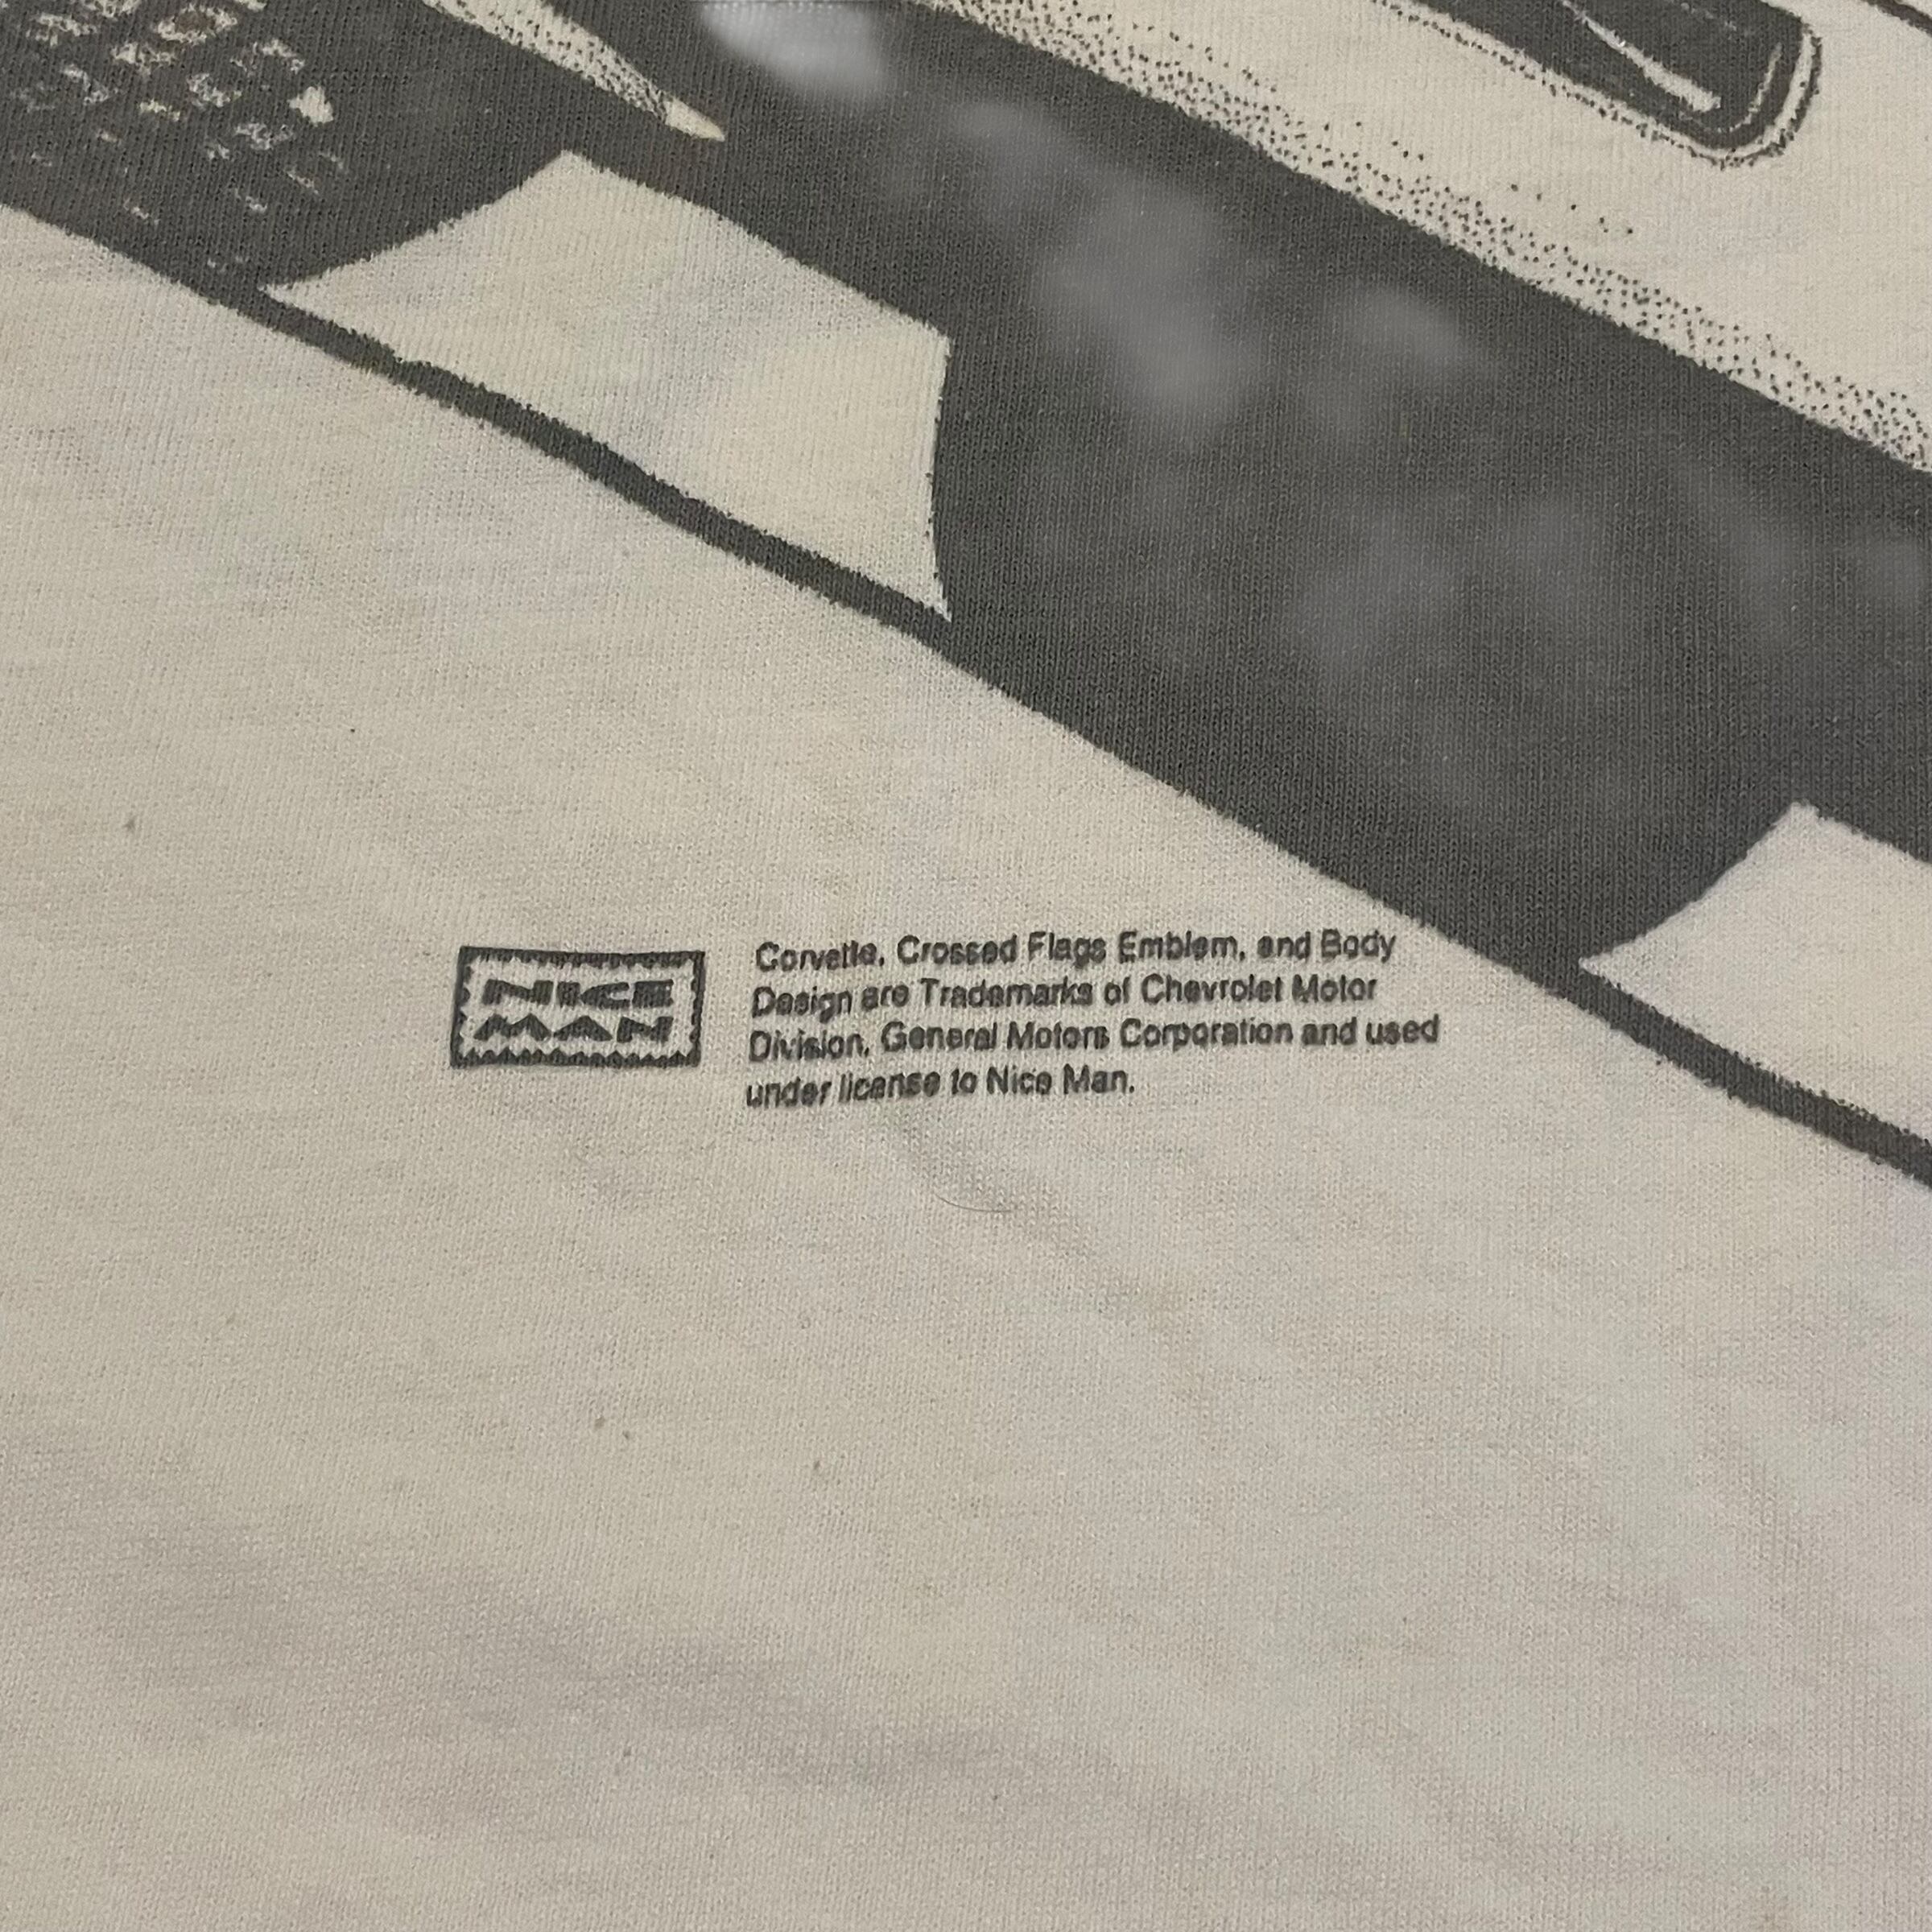 NICE
MAN
Corvette, Crossed Flags Emblem, and Body
Design are Trademarks of Chevrolet Motor
Division, General Motors Corporation and used
under license to Nice Man.